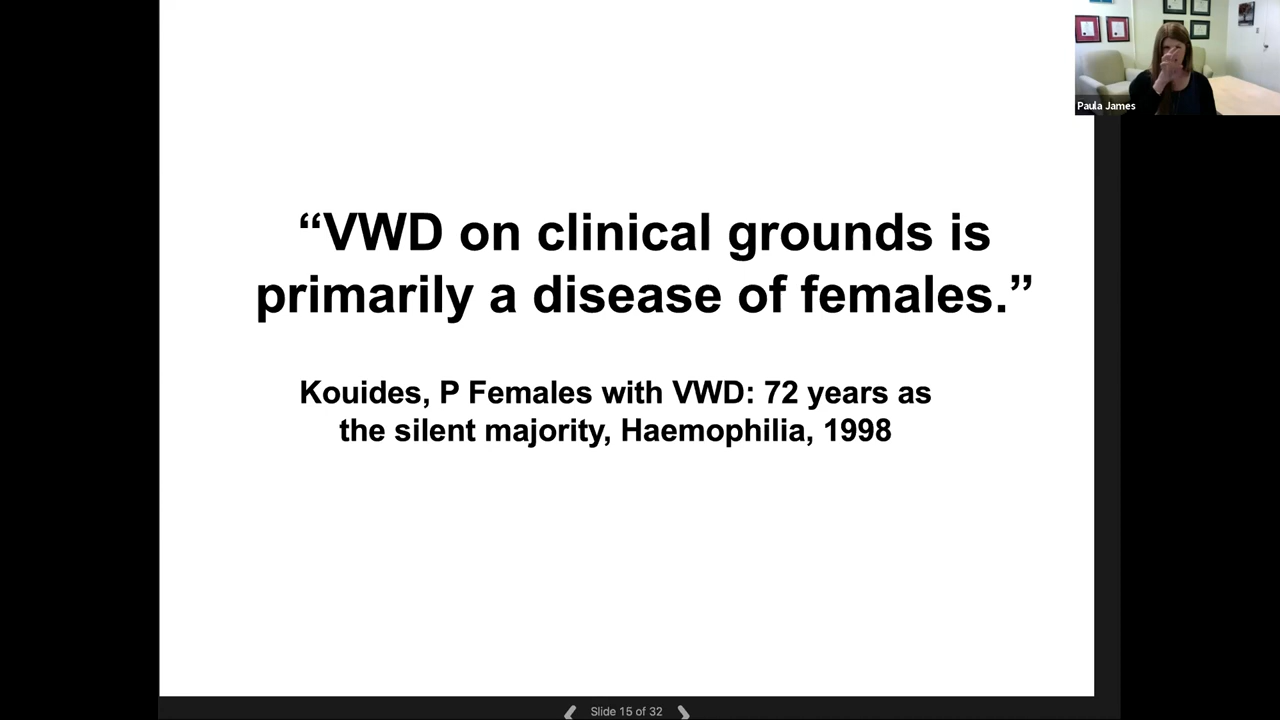 Paula James
“VWD on clinical grounds is
primarily a disease of females.”
Kouides, P Females with VWD: 72 years as
the silent majority, Haemophilia, 1998
Slide 15 of 32